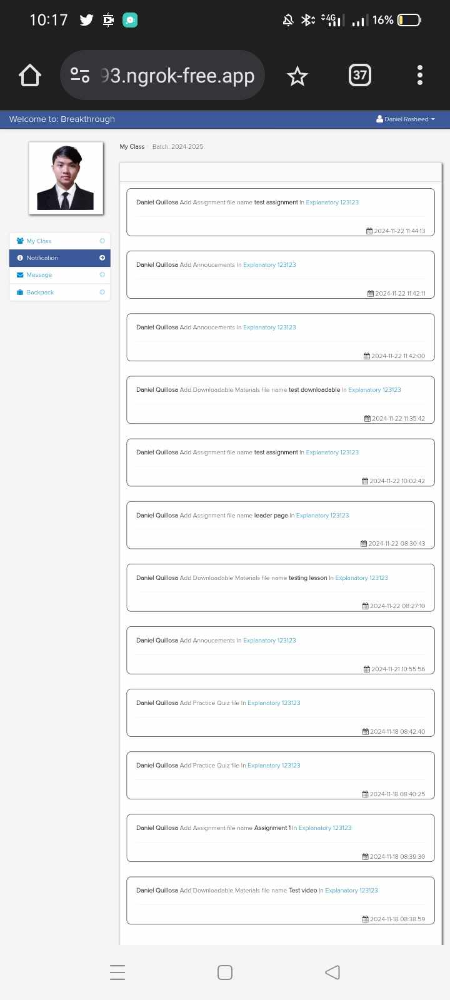 10:17
4G
16%
93.ngrok-free.app
37
Welcome to: Breakthrough
Daniel Rasheed
My Class
Notification
Message
Backpack
My Class / Batch: 2024-2025
Daniel Quillosa Add Assignment file name test assignment In Explanatory 123123
2024-11-22 11:44:13
Daniel Quillosa Add Annoucements In Explanatory 123123
2024-11-22 11:42:11
Daniel Quillosa Add Annoucements In Explanatory 123123
2024-11-22 11:42:00
Daniel Quillosa Add Downloadable Materials file name test downloadable In Explanatory 123123
2024-11-22 11:35:42
Daniel Quillosa Add Assignment file name test assignment In Explanatory 123123
2024-11-22 10:02:42
Daniel Quillosa Add Assignment file name leader page In Explanatory 123123
2024-11-22 08:30:43
Daniel Quillosa Add Downloadable Materials file name testing lesson In Explanatory 123123
2024-11-22 08:27:10
Daniel Quillosa Add Annoucements In Explanatory 123123
2024-11-21 10:55:56
Daniel Quillosa Add Practice Quiz file In Explanatory 123123
2024-11-18 08:42:40
Daniel Quillosa Add Practice Quiz file In Explanatory 123123
2024-11-18 08:40:25
Daniel Quillosa Add Assignment file name Assignment 1 In Explanatory 123123
2024-11-18 08:39:30
Daniel Quillosa Add Downloadable Materials file name Test video In Explanatory 123123
2024-11-18 08:38:59